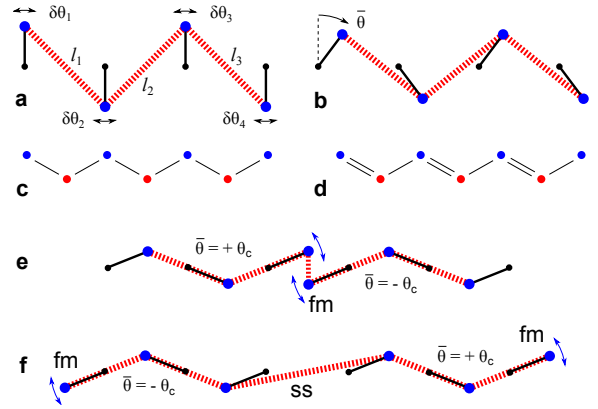 δθ₁ δθ₃
θ̄
l₁ l₂ l₃
a b
δθ₂ δθ₄
c d
θ̄ = + θc
e
θ̄ = - θc
fm
fm fm
θ̄ = + θc
f
θ̄ = - θc
ss